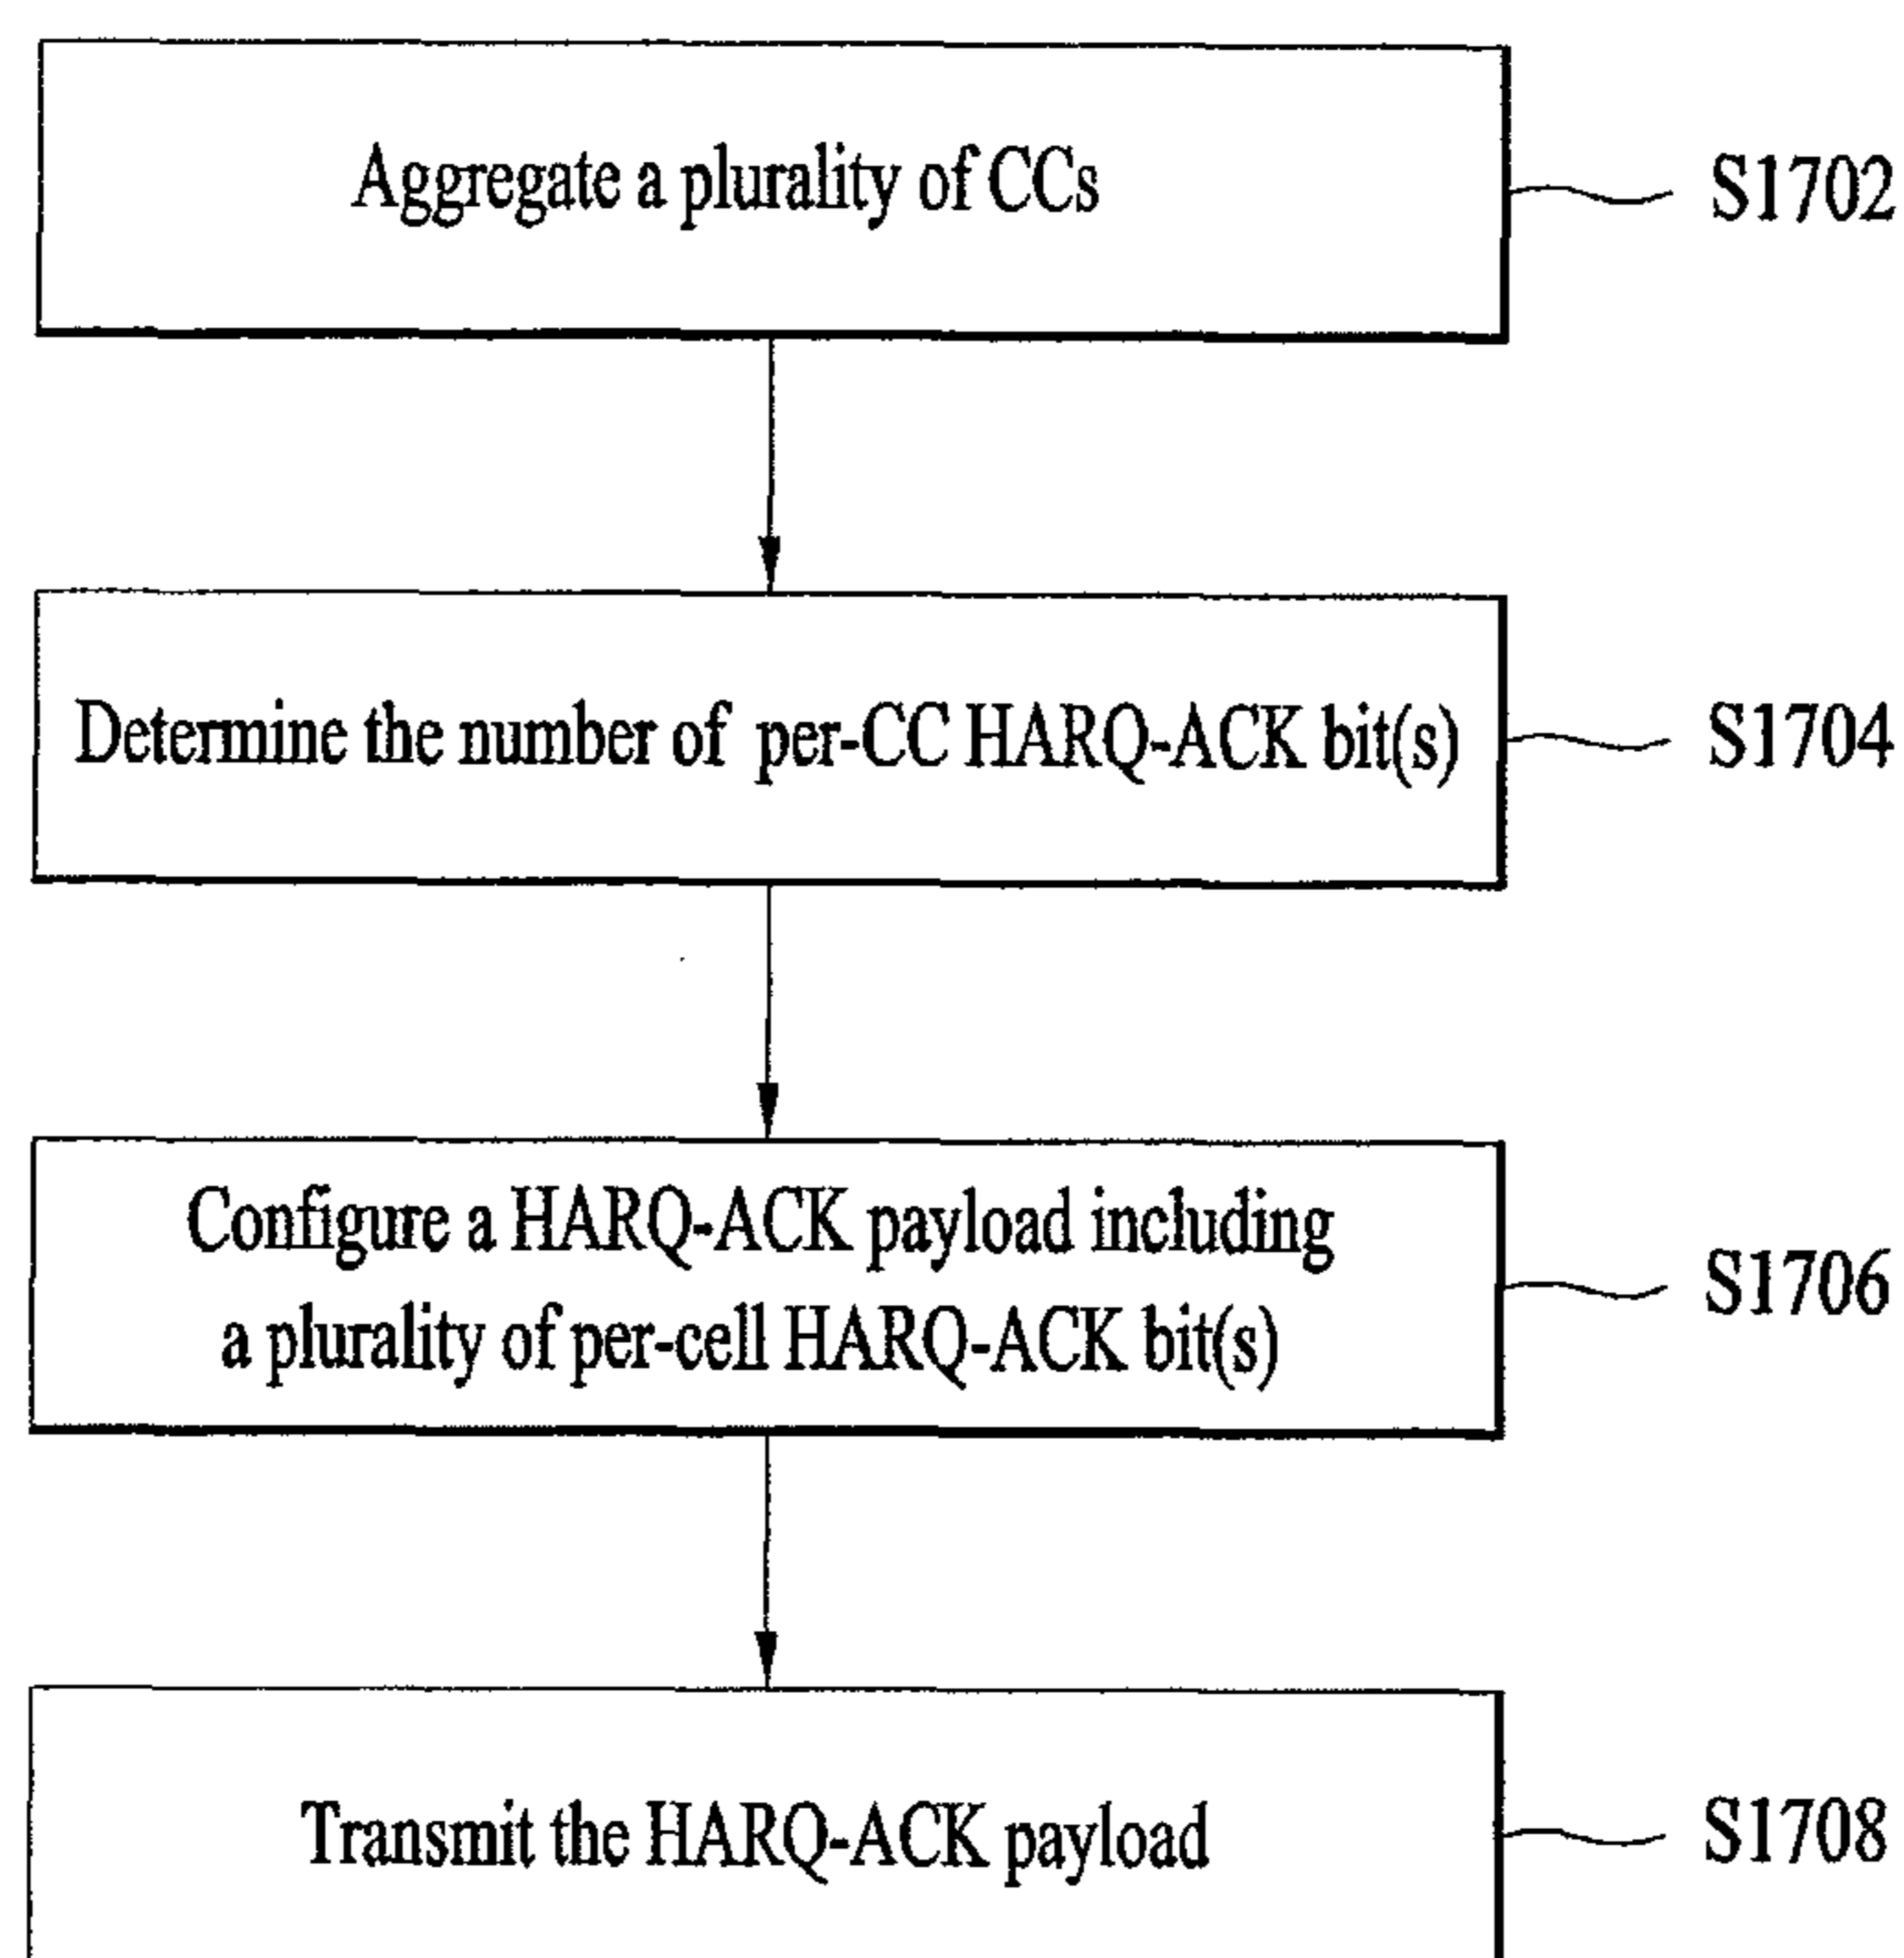 Aggregate a plurality of CCs
S1702
Determine the number of per-CC HARQ-ACK bit(s)
S1704
Configure a HARQ-ACK payload including
a plurality of per-cell HARQ-ACK bit(s)
S1706
Transmit the HARQ-ACK payload
S1708